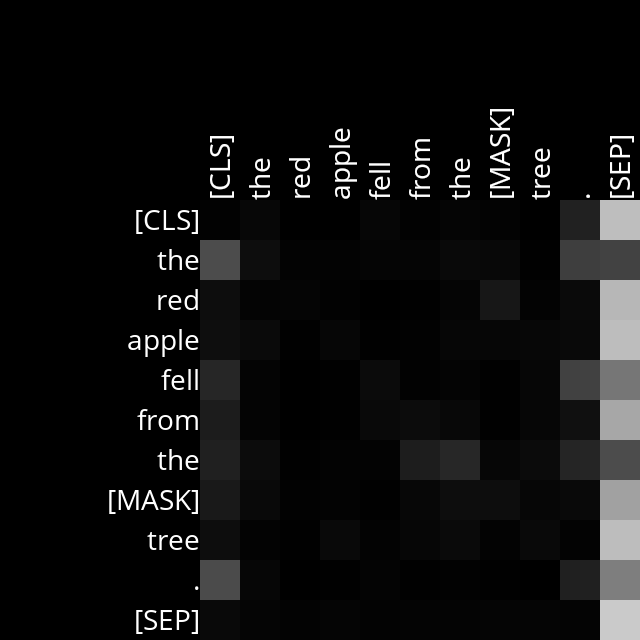 [CLS] the red apple fell from the [MASK] tree . [SEP]
[CLS]
the
red
apple
fell
from
the
[MASK]
tree
.
[SEP]